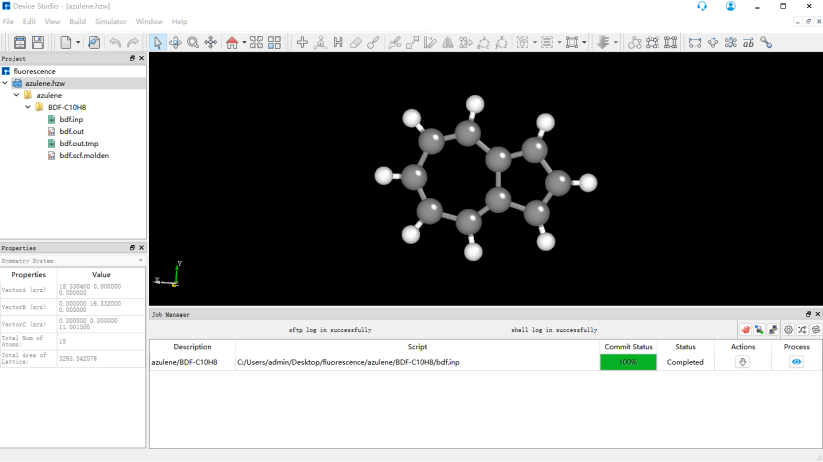 Device Studio - [azulene.hzw]
File Edit View Build Simulator Window Help
Project
fluorescence
azulene.hzw
azulene
BDF-C10H8
bdf.inp
bdf.out
bdf.out.tmp
bdf.scf.molden
Properties
Symmetry System
Properties Value
VectorA (xyz) 18.330400 0.000000 0.000000
VectorB (xyz) 0.000000 16.332000 0.000000
VectorC (xyz) 0.000000 0.000000 11.001500
Total Num of Atoms: 18
Total Area of Lattice: 3293.542079
Y
Job Manager
sftp log in successfully shell log in successfully
Description Script Commit Status Status Actions Process
azulene/BDF-C10H8 C:/Users/admin/Desktop/fluorescence/azulene/BDF-C10H8/bdf.inp 100% Completed